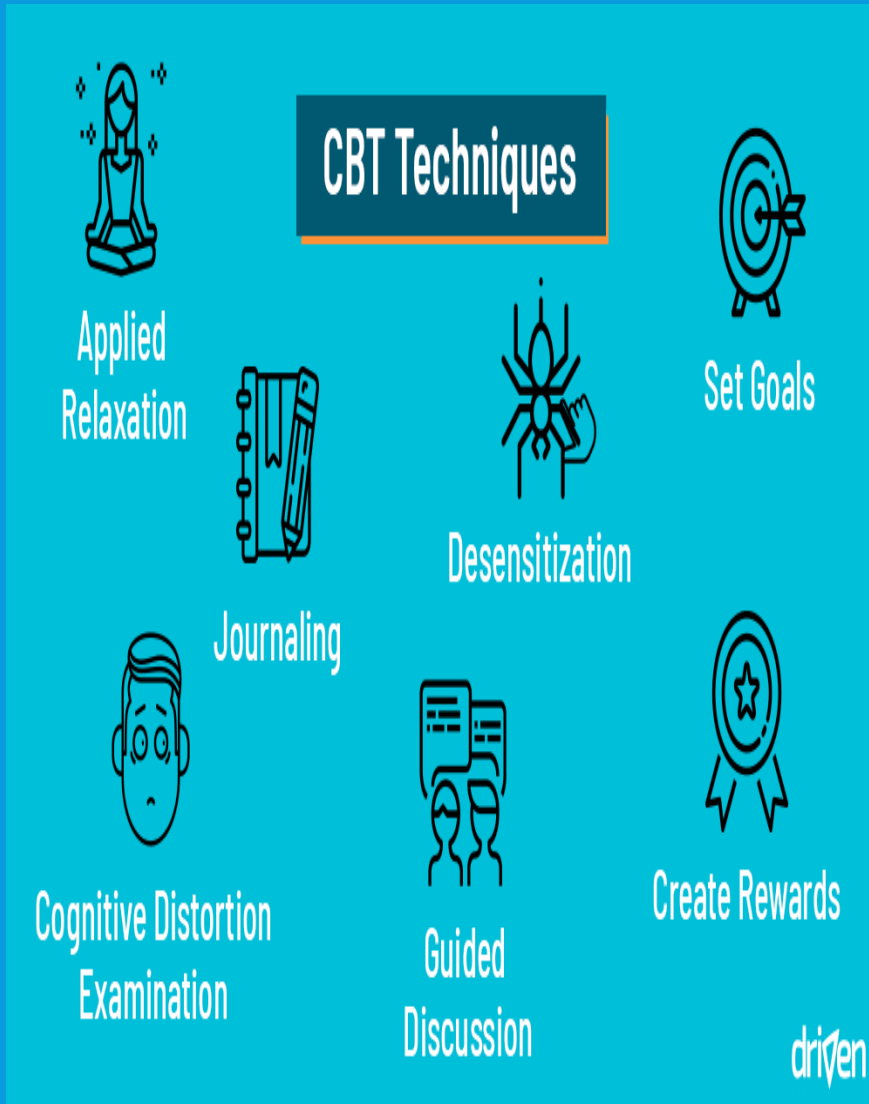 CBT Techniques
Applied
Relaxation
Set Goals
Desensitization
Journaling
Cognitive Distortion
Examination
Guided
Discussion
Create Rewards
driven